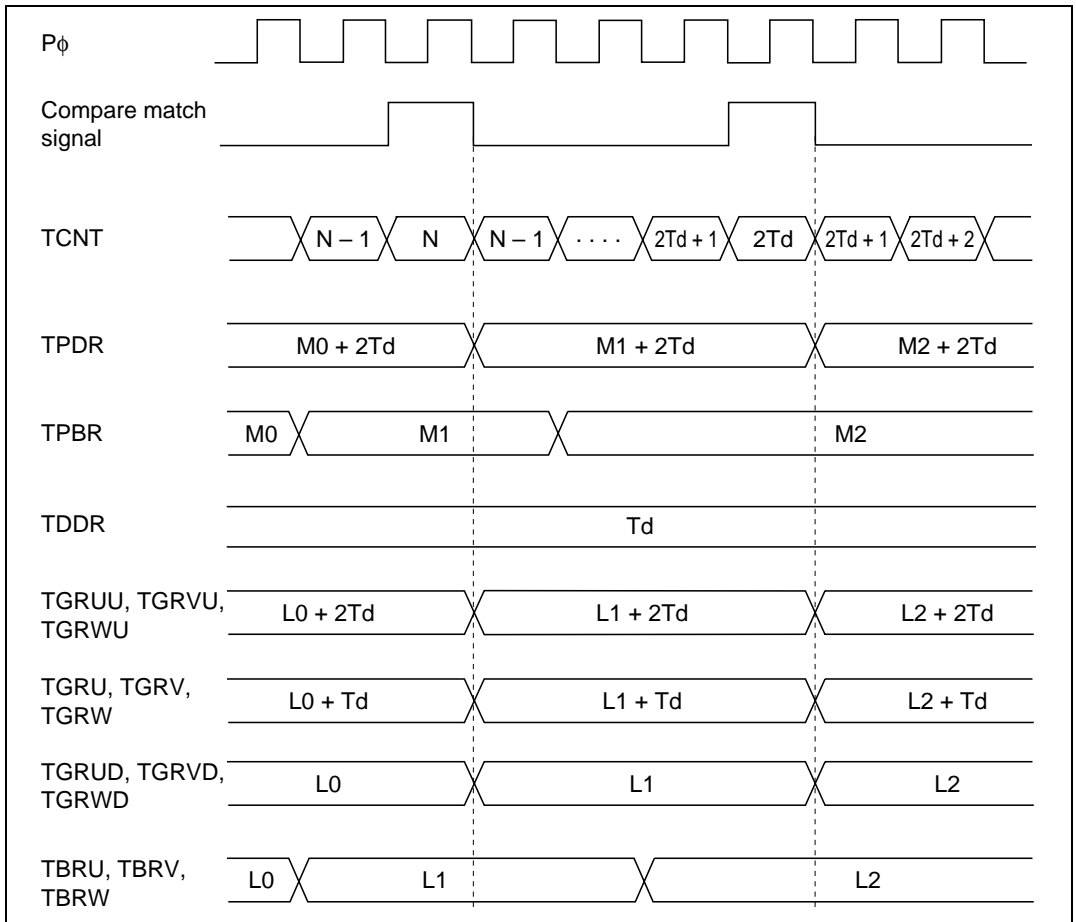 Pϕ
Compare match
signal
TCNT
N – 1 N N – 1 · · · · 2Td + 1 2Td 2Td + 1 2Td + 2
TPDR
M0 + 2Td M1 + 2Td M2 + 2Td
TPBR
M0 M1 M2
TDDR
Td
TGRUU, TGRVU,
TGRWU
L0 + 2Td L1 + 2Td L2 + 2Td
TGRU, TGRV,
TGRW
L0 + Td L1 + Td L2 + Td
TGRUD, TGRVD,
TGRWD
L0 L1 L2
TBRU, TBRV,
TBRW
L0 L1 L2